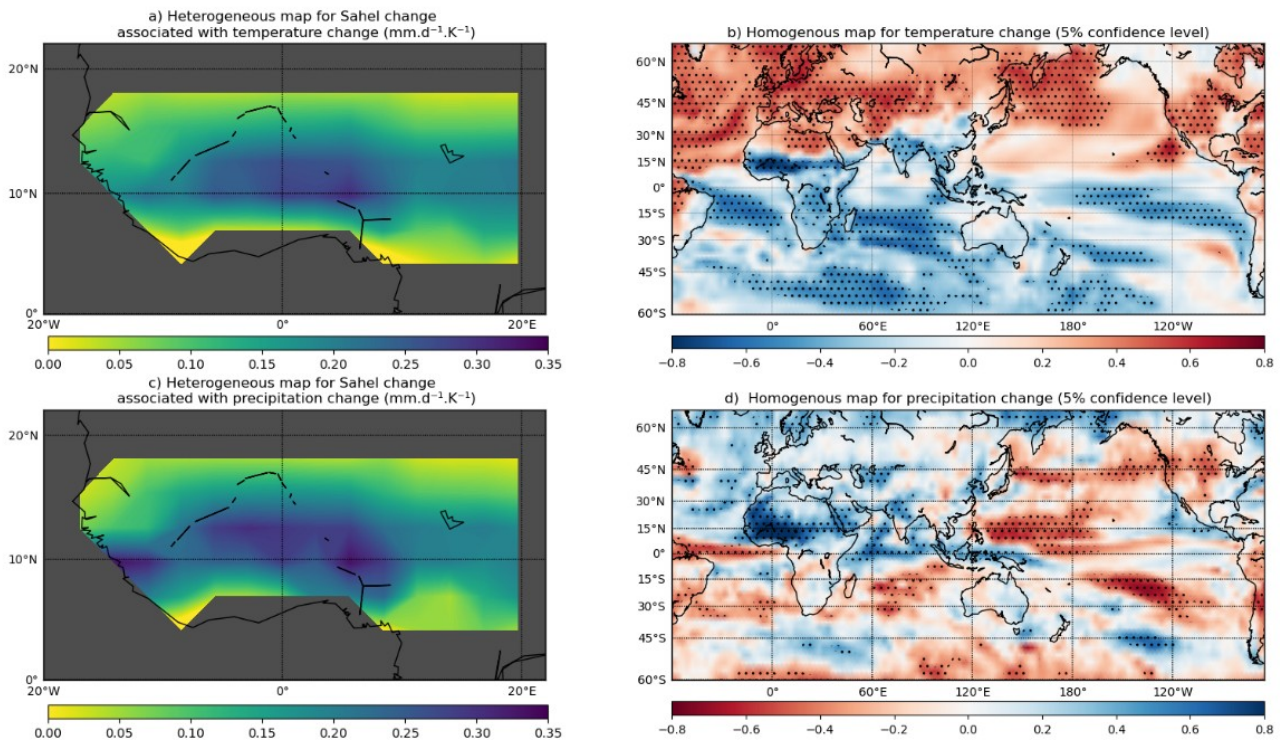 a) Heterogeneous map for Sahel change
associated with temperature change (mm.d⁻¹.K⁻¹)
20°N
10°N
0°
20°W
0°
20°E
0.00
0.05
0.10
0.15
0.20
0.25
0.30
0.35
b) Homogenous map for temperature change (5% confidence level)
60°N
45°N
30°N
15°N
0°
15°S
30°S
45°S
60°S
0°
60°E
120°E
180°
120°W
−0.8
−0.6
−0.4
−0.2
0.0
0.2
0.4
0.6
0.8
c) Heterogeneous map for Sahel change
associated with precipitation change (mm.d⁻¹.K⁻¹)
20°N
10°N
0°
20°W
0°
20°E
0.00
0.05
0.10
0.15
0.20
0.25
0.30
0.35
d) Homogenous map for precipitation change (5% confidence level)
60°N
45°N
30°N
15°N
0°
15°S
30°S
45°S
60°S
0°
60°E
120°E
180°
120°W
−0.8
−0.6
−0.4
−0.2
0.0
0.2
0.4
0.6
0.8